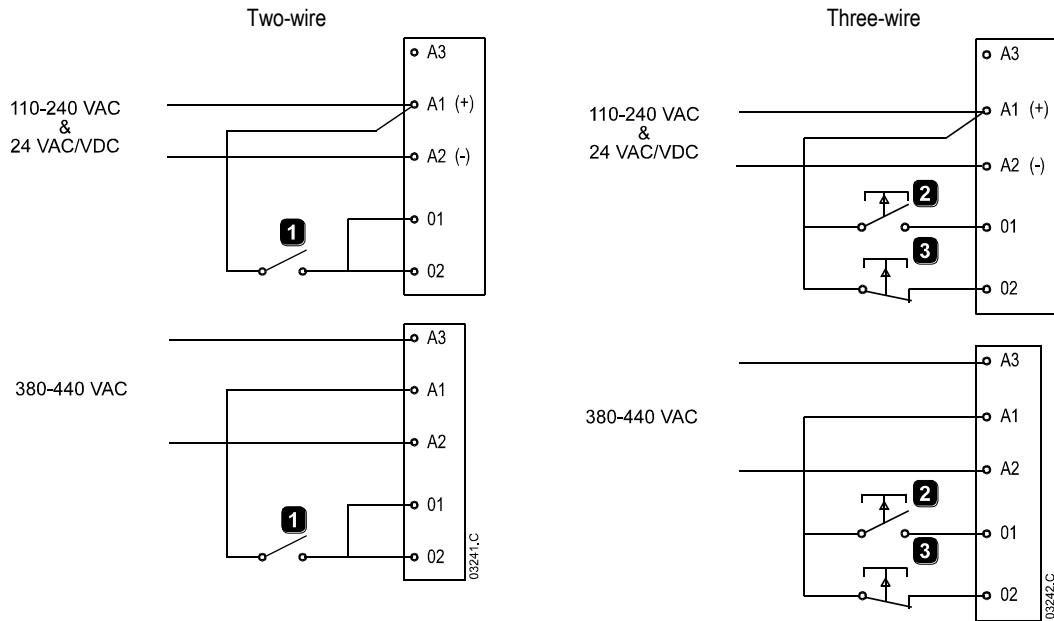 Two-wire
A3
110-240 VAC
&
24 VAC/VDC
A1 (+)
A2 (-)
1
01
02
380-440 VAC
A3
A1
A2
1
01
02
03241.C
Three-wire
A3
110-240 VAC
&
24 VAC/VDC
A1 (+)
A2 (-)
2
01
3
02
380-440 VAC
A3
A1
A2
2
01
3
02
03242.C